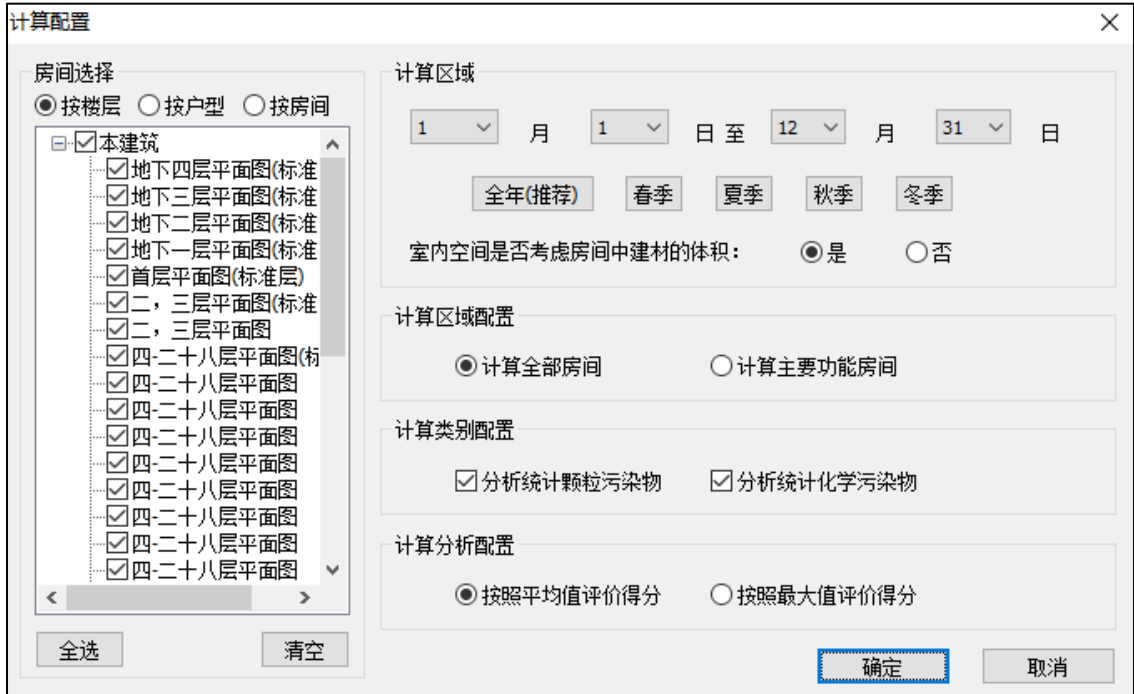 计算配置
房间选择
按楼层 按户型 按房间
本建筑
地下四层平面图(标准
地下三层平面图(标准
地下二层平面图(标准
地下一层平面图(标准
首层平面图(标准层)
二，三层平面图(标准
二，三层平面图
四-二十八层平面图(标
四-二十八层平面图
四-二十八层平面图
四-二十八层平面图
四-二十八层平面图
四-二十八层平面图
四-二十八层平面图
四-二十八层平面图
四-二十八层平面图
全选 清空
计算区域
1 月 1 日 至 12 月 31 日
全年(推荐) 春季 夏季 秋季 冬季
室内空间是否考虑房间中建材的体积： 是 否
计算区域配置
计算全部房间 计算主要功能房间
计算类别配置
分析统计颗粒污染物 分析统计化学污染物
计算分析配置
按照平均值评价得分 按照最大值评价得分
确定 取消